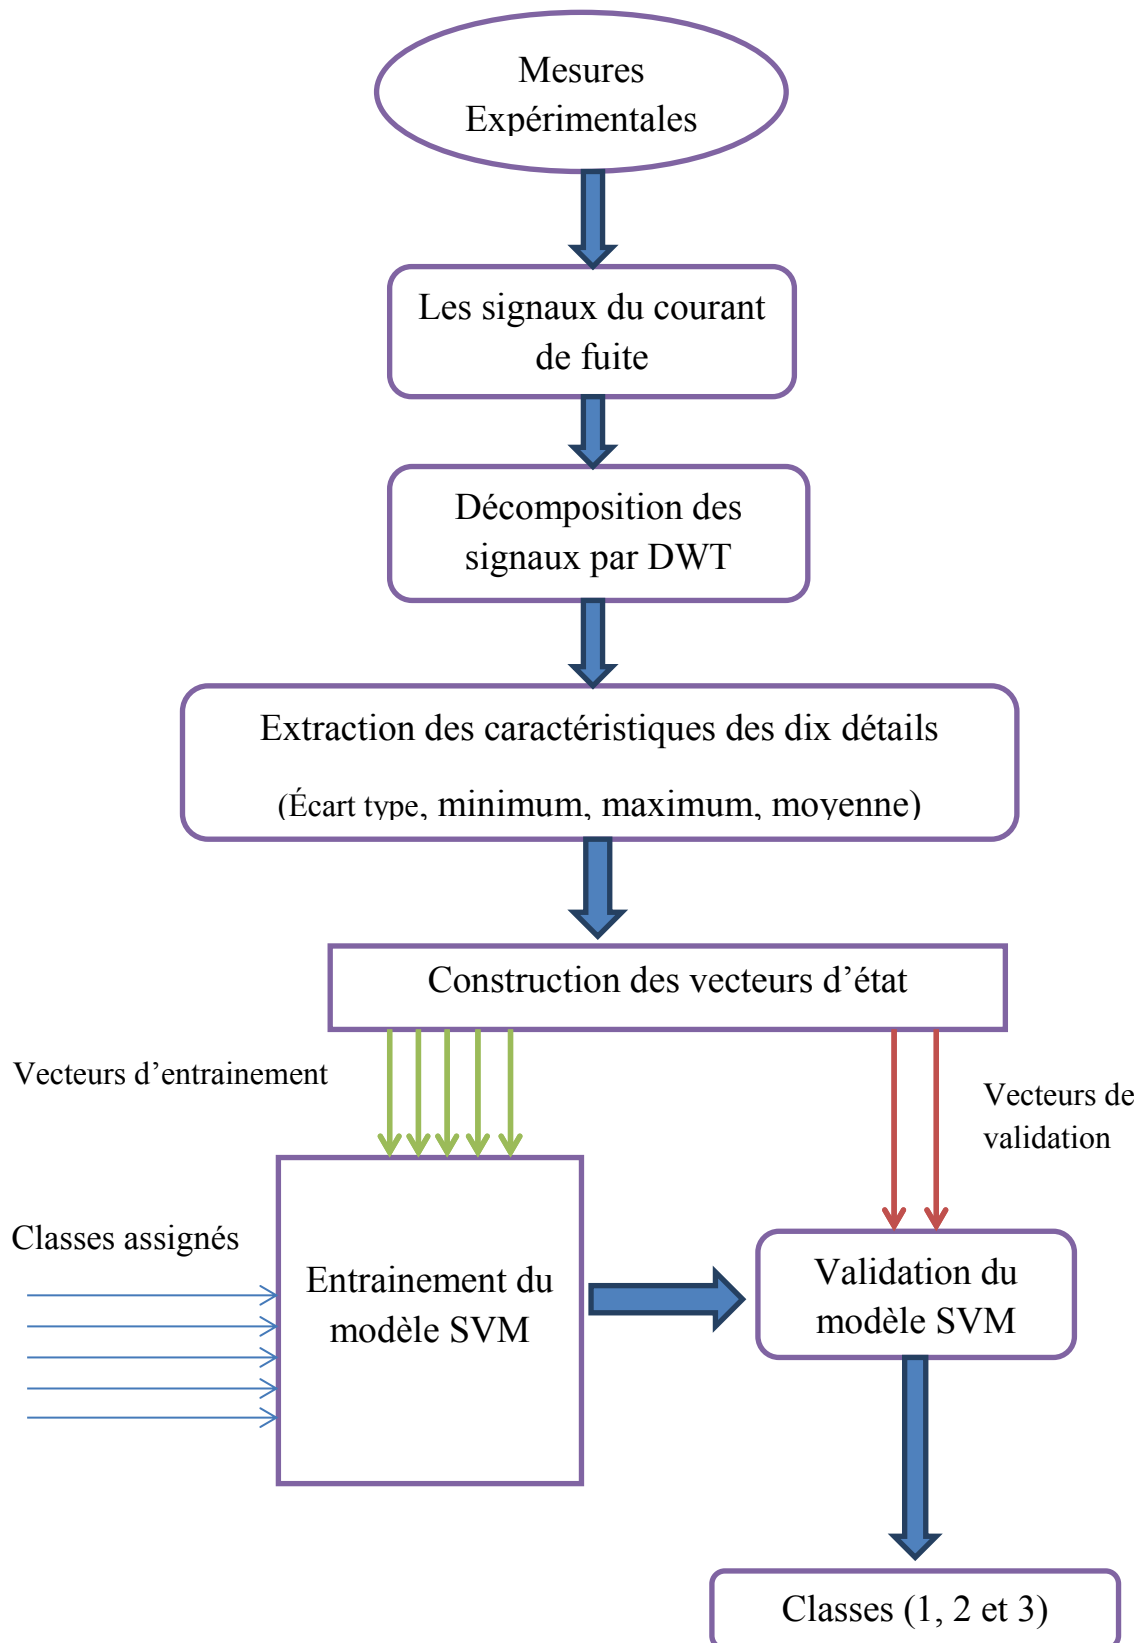 Mesures
Expérimentales
Les signaux du courant
de fuite
Décomposition des
signaux par DWT
Extraction des caractéristiques des dix détails
(Écart type, minimum, maximum, moyenne)
Construction des vecteurs d’état
Vecteurs d’entrainement
Vecteurs de
validation
Classes assignés
Entrainement du
modèle SVM
Validation du
modèle SVM
Classes (1, 2 et 3)